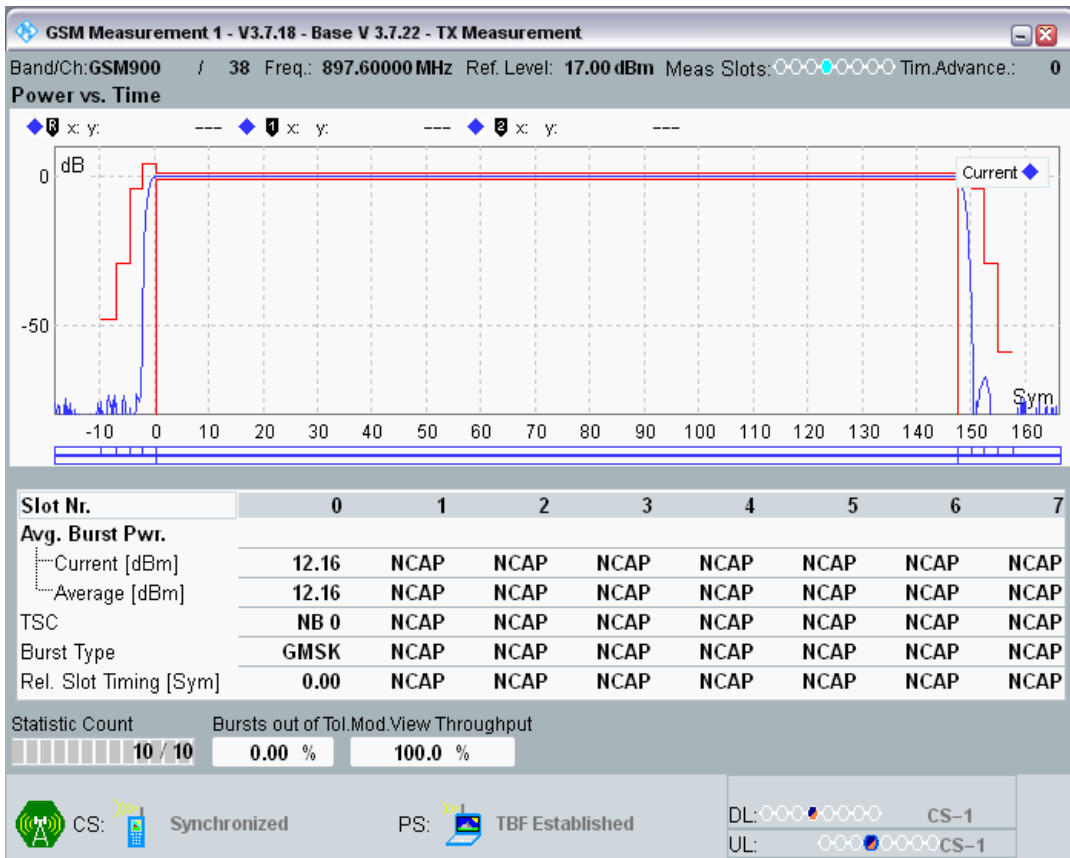 GSM Measurement 1 - V3.7.18 - Base V 3.7.22 - TX Measurement
Band/Ch:GSM900 / 38 Freq.: 897.60000 MHz Ref. Level: 17.00 dBm Meas Slots: Tim.Advance.: 0
Power vs. Time
R x: y: --- 1 x: y: --- 2 x: y: ---
dB
Current
0
-50
Sym
-10 0 10 20 30 40 50 60 70 80 90 100 110 120 130 140 150 160
Slot Nr. 0 1 2 3 4 5 6 7
Avg. Burst Pwr.
Current [dBm] 12.16 NCAP NCAP NCAP NCAP NCAP NCAP NCAP
Average [dBm] 12.16 NCAP NCAP NCAP NCAP NCAP NCAP NCAP
TSC NB 0 NCAP NCAP NCAP NCAP NCAP NCAP NCAP
Burst Type GMSK NCAP NCAP NCAP NCAP NCAP NCAP NCAP
Rel. Slot Timing [Sym] 0.00 NCAP NCAP NCAP NCAP NCAP NCAP NCAP
Statistic Count Bursts out of Tol.Mod.View Throughput
10 / 10 0.00 % 100.0 %
CS: Synchronized PS: TBF Established
DL: CS-1
UL: CS-1